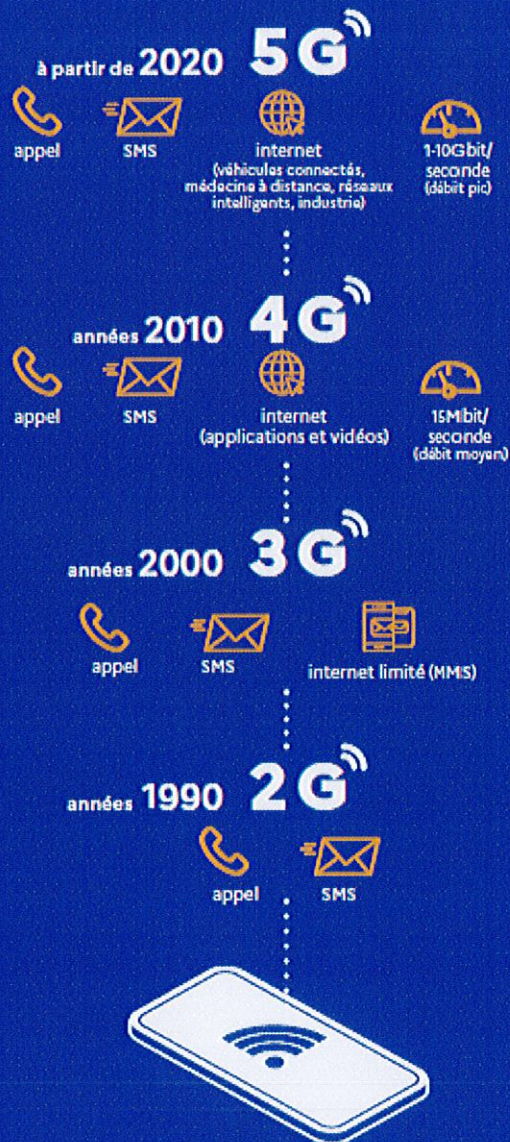 à partir de 2020 5G
appel
SMS
internet
(véhicules connectés,
médecine à distance, réseaux
intelligents, industrie)
1-10Gbit/
seconde
(débit pic)
années 2010 4G
appel
SMS
internet
(applications et vidéos)
15Mbit/
seconde
(débit moyen)
années 2000 3G
appel
SMS
internet limité (MMS)
années 1990 2G
appel
SMS